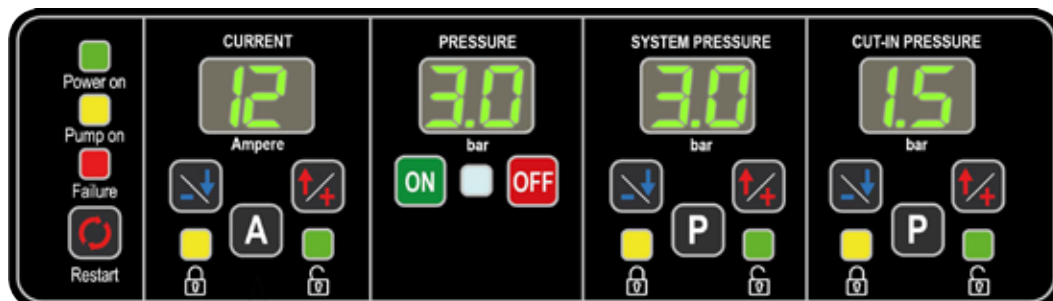 Power on
Pump on
Failure
Restart
CURRENT
12
Ampere
A
PRESSURE
3.0
bar
ON
OFF
SYSTEM PRESSURE
3.0
bar
P
CUT-IN PRESSURE
1.5
bar
P